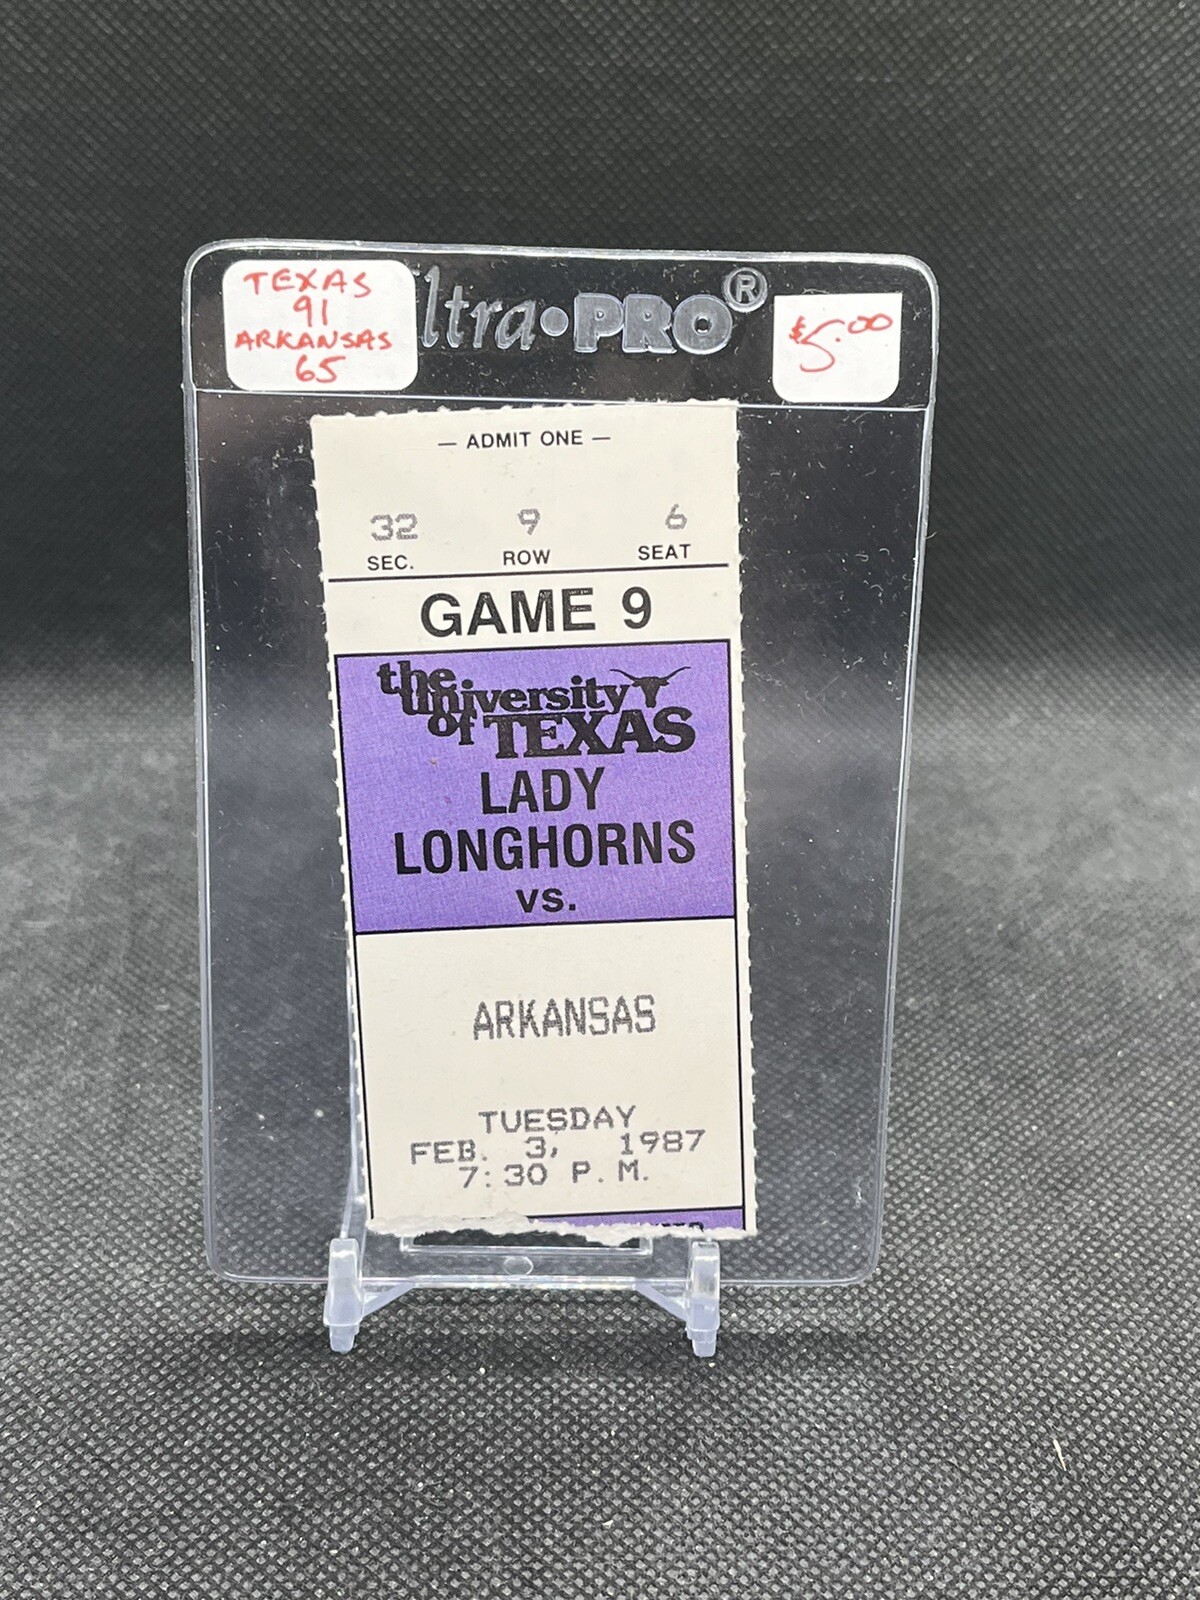 TEXAS
91
ARKANSAS
65
ltra•PRO®
$5.00
— ADMIT ONE —
32 9 6
SEC. ROW SEAT
GAME 9
the
university
of TEXAS
LADY
LONGHORNS
vs.
ARKANSAS
TUESDAY
FEB. 3, 1987
7:30 P.M.